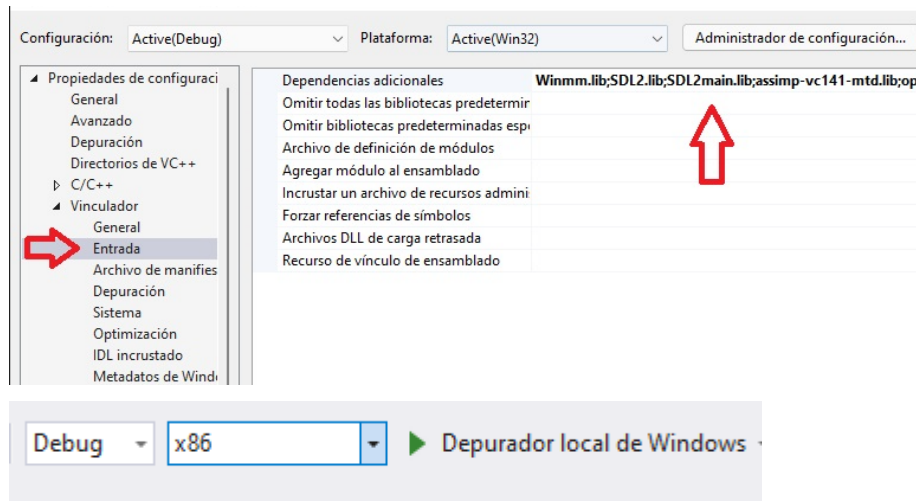 Configuración: Active(Debug) Plataforma: Active(Win32) Administrador de configuración...
Propiedades de configuraci
General
Avanzado
Depuración
Directorios de VC++
C/C++
Vinculador
General
Entrada
Archivo de manifies
Depuración
Sistema
Optimización
IDL incrustado
Metadatos de Wind
Dependencias adicionales Winmm.lib;SDL2.lib;SDL2main.lib;assimp-vc141-mtd.lib;op
Omitir todas las bibliotecas predetermin
Omitir bibliotecas predeterminadas espe
Archivo de definición de módulos
Agregar módulo al ensamblado
Incrustar un archivo de recursos adminis
Forzar referencias de símbolos
Archivos DLL de carga retrasada
Recurso de vínculo de ensamblado
Debug x86 Depurador local de Windows